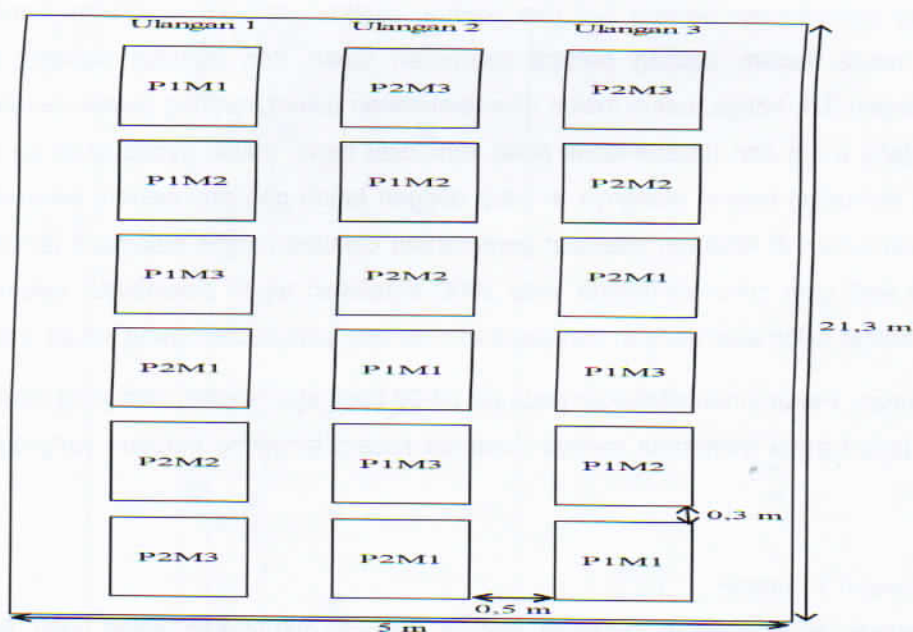 Ulangan 1 Ulangan 2 Ulangan 3
P1M1 P2M3 P2M3
P1M2 P1M2 P2M2
P1M3 P2M2 P2M1
21,3 m
P2M1 P1M1 P1M3
P2M2 P1M3 P1M2
0,3 m
P2M3 P2M1 P1M1
0,5 m
5 m